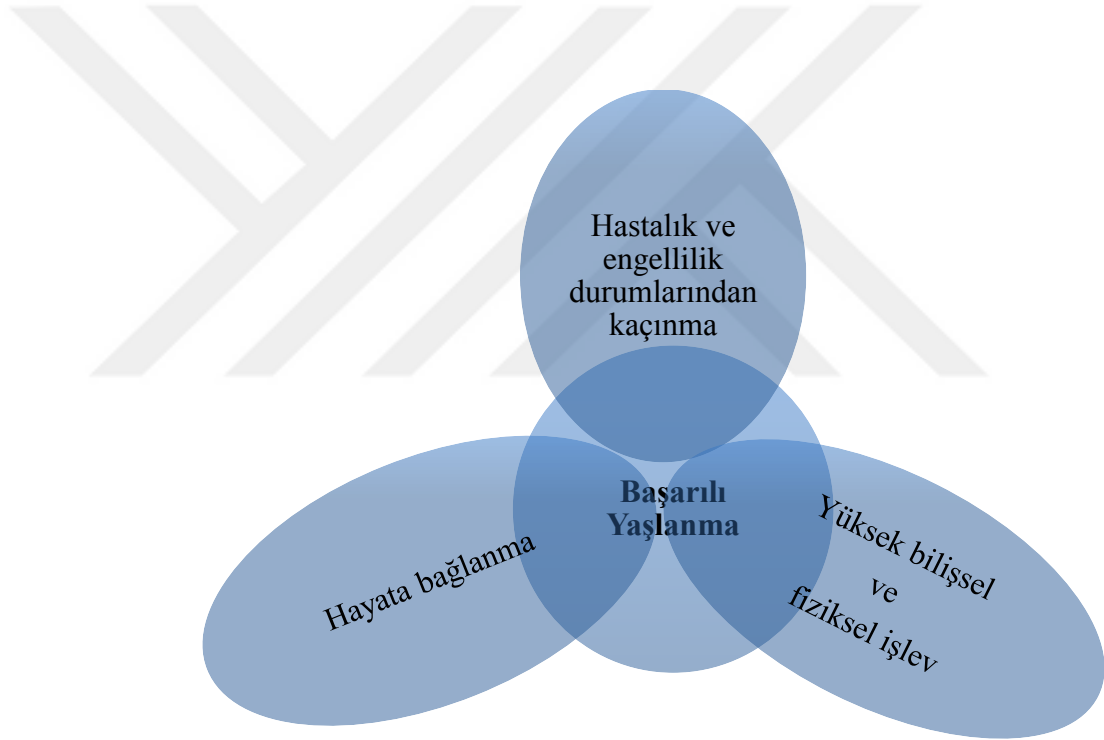 Hastalık ve
engellilik
durumlarından
kaçınma
Başarılı
Yaşlanma
Hayata bağlanma
Yüksek bilişsel
ve
fiziksel işlev